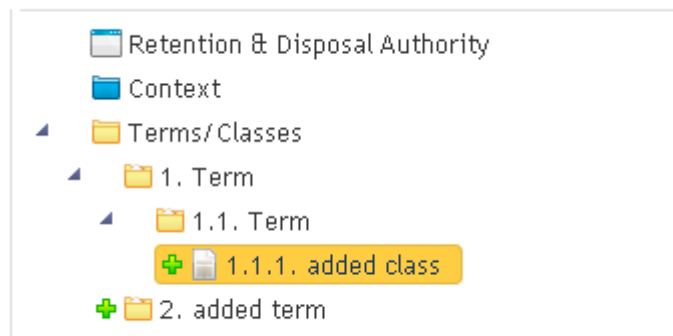 Retention & Disposal Authority
Context
Terms/Classes
1. Term
1.1. Term
1.1.1. added class
2. added term